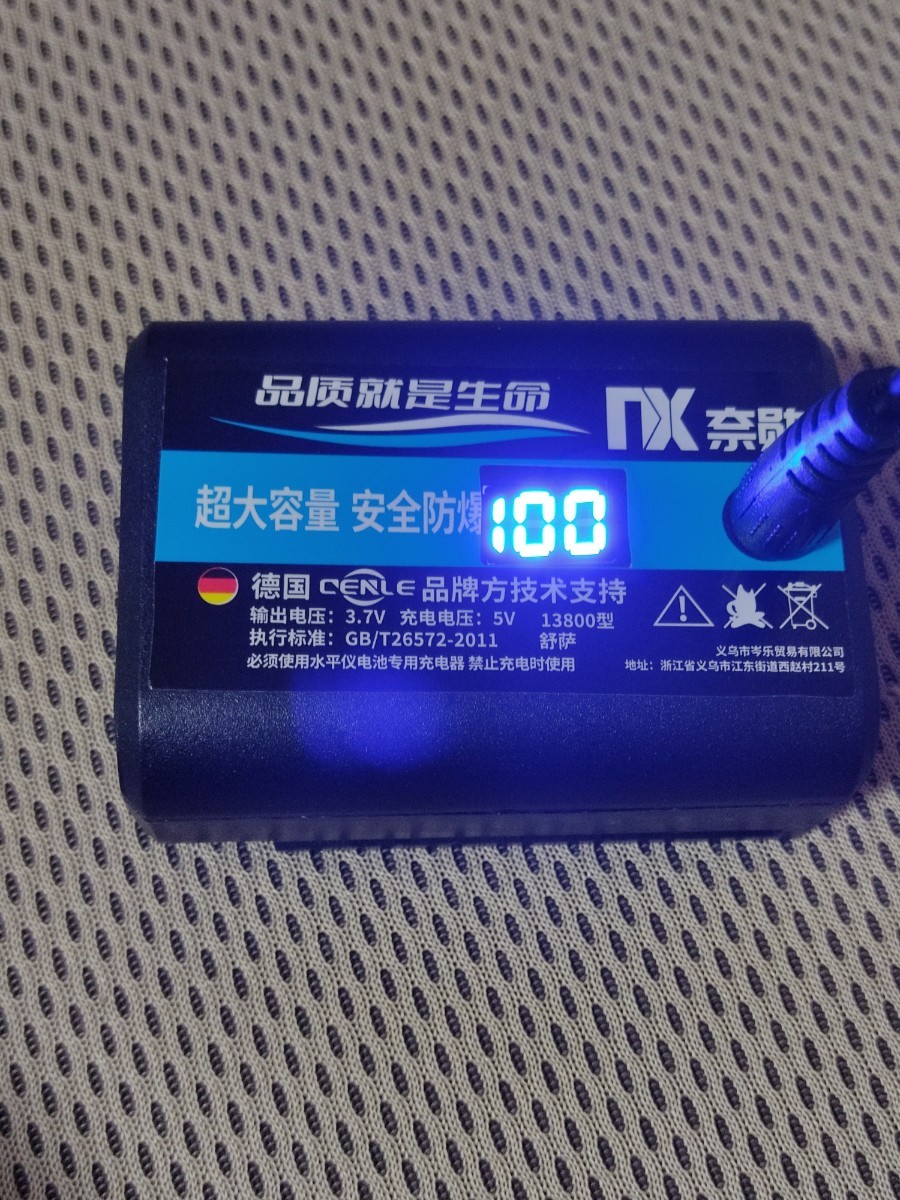 品质就是生命
NX 奈勋
超大容量 安全防爆
100
德国 CENLE 品牌方技术支持
输出电压：3.7V 充电电压：5V 13800型
执行标准：GB/T26572-2011 舒萨
必须使用水平仪电池专用充电器 禁止充电时使用
义乌市岑乐贸易有限公司
地址：浙江省义乌市江东街道西赵村211号